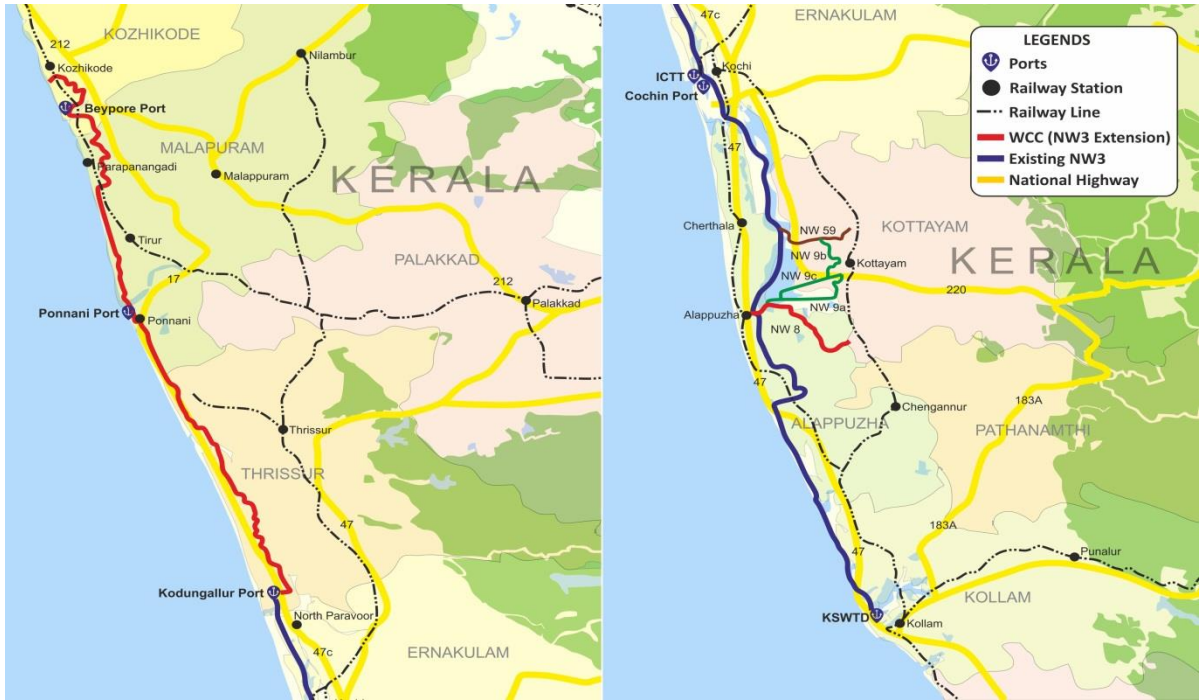 KOZHIKODE
212
Kozhikode
Nilambur
Beypore Port
MALAPURAM
Parapanangadi
Malappuram
KERALA
Tirur
PALAKKAD
17
212
Palakkad
Ponnani Port
Ponnani
Thrissur
THRISSUR
47
Kodungallur Port
North Paravoor
47c
ERNAKULAM
47c
ERNAKULAM
ICTT
Kochi
Cochin Port
47
LEGENDS
Ports
Railway Station
Railway Line
WCC (NW3 Extension)
Existing NW3
National Highway
Cherthala
NW 59
KOTTAYAM
NW 9b
Kottayam
KERALA
NW 9c
220
NW 9a
Alappuzha
NW 8
47
183A
Chengannur
ALAPPUZHA
PATHANAMTHI
183A
47
Punalur
KOLLAM
KSWTD
Kollam